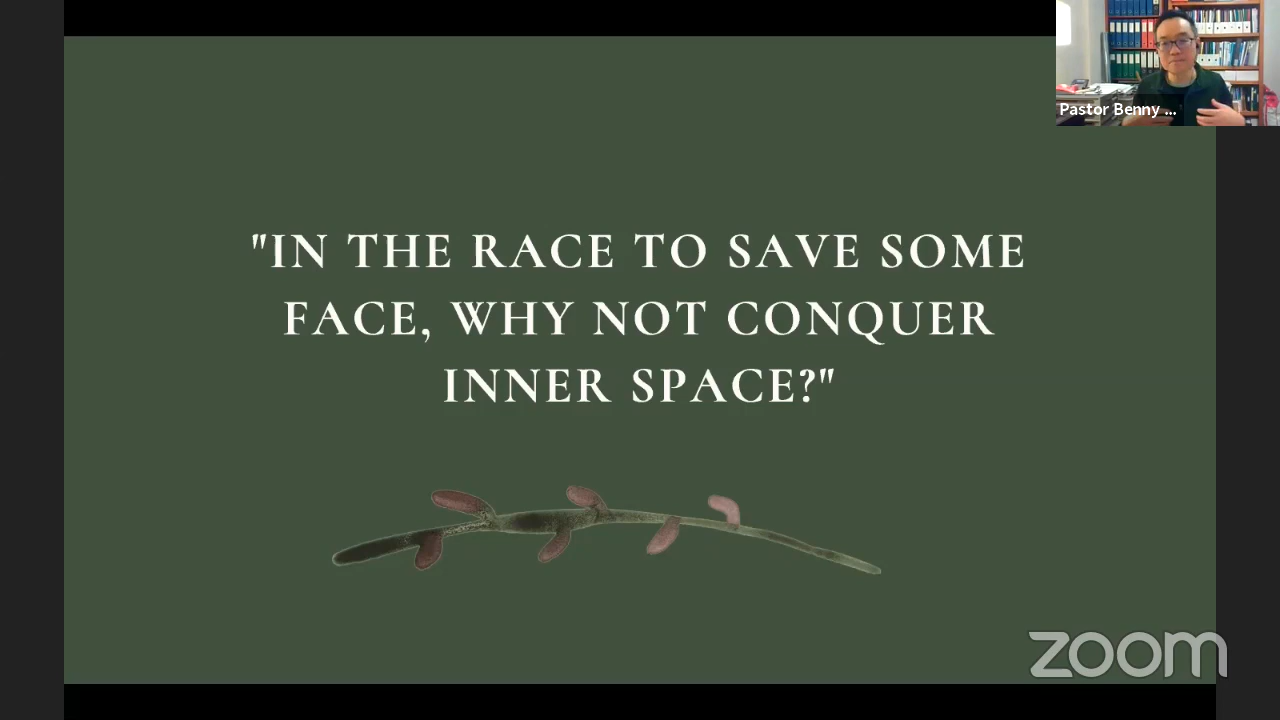 Pastor Benny ...
"IN THE RACE TO SAVE SOME
FACE, WHY NOT CONQUER
INNER SPACE?"
zoom